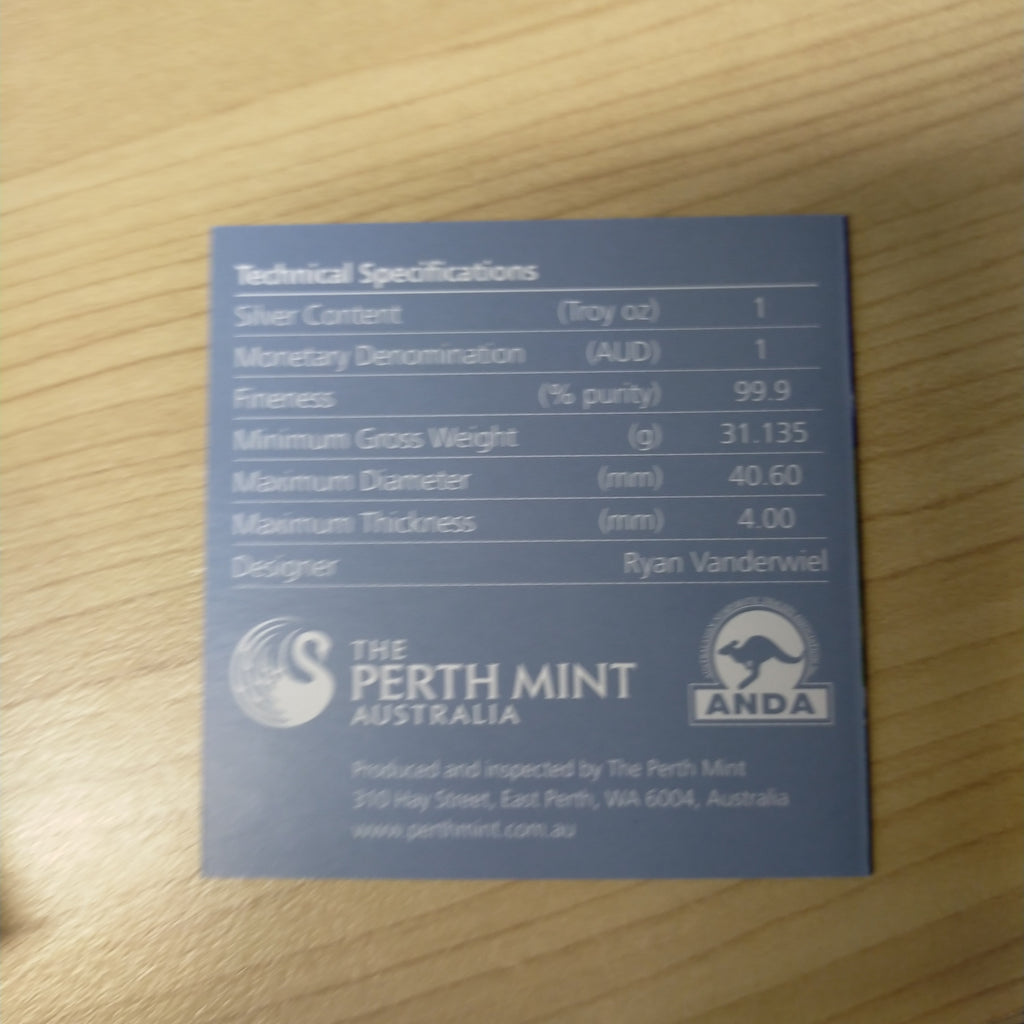 Technical Specifications
Silver Content (Troy oz) 1
Monetary Denomination (AUD) 1
Fineness (% purity) 99.9
Minimum Gross Weight (g) 31.135
Maximum Diameter (mm) 40.60
Maximum Thickness (mm) 4.00
Designer Ryan Vanderwiel
THE
PERTH MINT
AUSTRALIA
ANDA
Produced and inspected by The Perth Mint
310 Hay Street, East Perth, WA 6004, Australia
www.perthmint.com.au